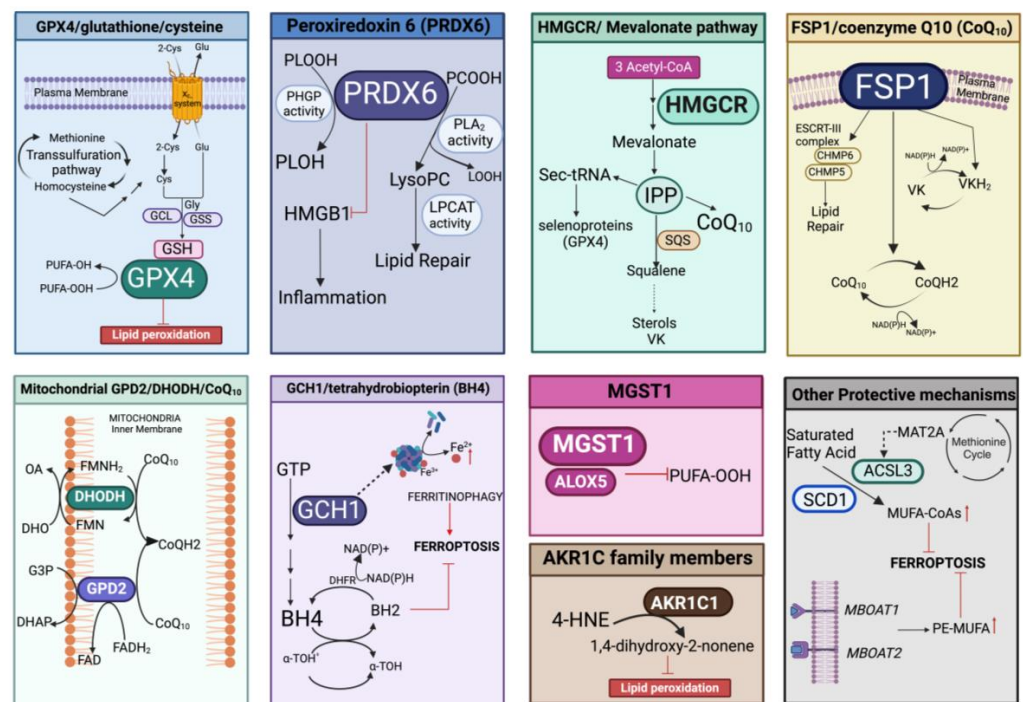 GPX4/glutathione/cysteine
2-Cys
Glu
Plasma Membrane
Xc-
system
Methionine
Transsulfuration
pathway
Homocysteine
2-Cys
Glu
Cys
Gly
GCL
GSS
GSH
PUFA-OH
GPX4
PUFA-OOH
Lipid peroxidation
Peroxiredoxin 6 (PRDX6)
PLOOH
PCOOH
PRDX6
PHGP
activity
PLA₂
activity
PLOH
LysoPC
LOOH
HMGB1
LPCAT
activity
Lipid Repair
Inflammation
HMGCR/ Mevalonate pathway
3 Acetyl-CoA
HMGCR
Mevalonate
Sec-tRNA
IPP
CoQ₁₀
selenoproteins
(GPX4)
SQS
Squalene
Sterols
VK
FSP1/coenzyme Q10 (CoQ₁₀)
FSP1
Plasma
Membrane
ESCRT-III
complex
CHMP6
CHMP5
NAD(P)H
NAD(P)+
VK
VKH₂
Lipid
Repair
CoQ₁₀
CoQH2
NAD(P)H
NAD(P)+
Mitochondrial GPD2/DHODH/CoQ₁₀
MITOCHONDRIA
Inner Membrane
OA
FMNH₂
CoQ₁₀
DHODH
DHO
FMN
CoQH2
G3P
GPD2
DHAP
CoQ₁₀
FADH₂
FAD
GCH1/tetrahydrobiopterin (BH4)
Fe²⁺
Fe³⁺
GTP
GCH1
FERRITINOPHAGY
FERROPTOSIS
NAD(P)+
DHFR
NAD(P)H
BH4
BH2
α-TOH⁺
α-TOH
MGST1
MGST1
ALOX5
PUFA-OOH
AKR1C family members
AKR1C1
4-HNE
1,4-dihydroxy-2-nonene
Lipid peroxidation
Other Protective mechanisms
Saturated
Fatty Acid
MAT2A
Methionine
Cycle
ACSL3
SCD1
MUFA-CoAs
FERROPTOSIS
MBOAT1
PE-MUFA
MBOAT2